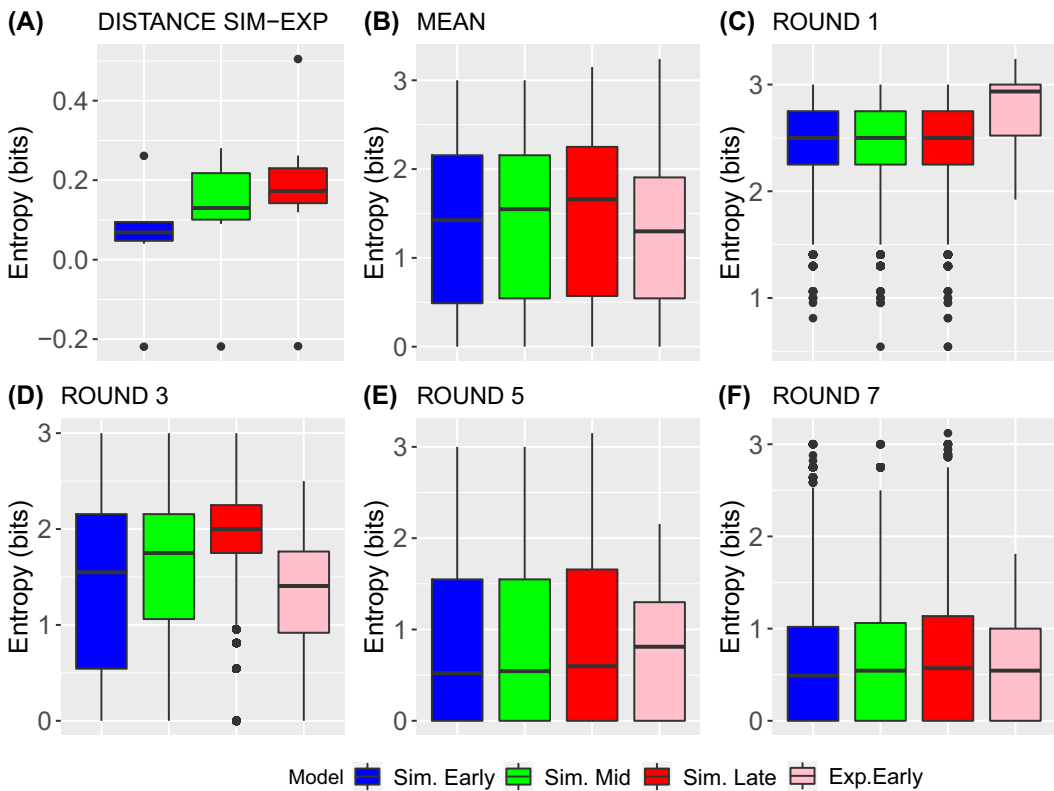 (A) DISTANCE SIM−EXP
Entropy (bits)
0.4
0.2
0.0
−0.2
(B) MEAN
Entropy (bits)
3
2
1
0
(C) ROUND 1
Entropy (bits)
3
2
1
(D) ROUND 3
Entropy (bits)
3
2
1
0
(E) ROUND 5
Entropy (bits)
3
2
1
0
(F) ROUND 7
Entropy (bits)
3
2
1
0
Model Sim. Early Sim. Mid Sim. Late Exp.Early